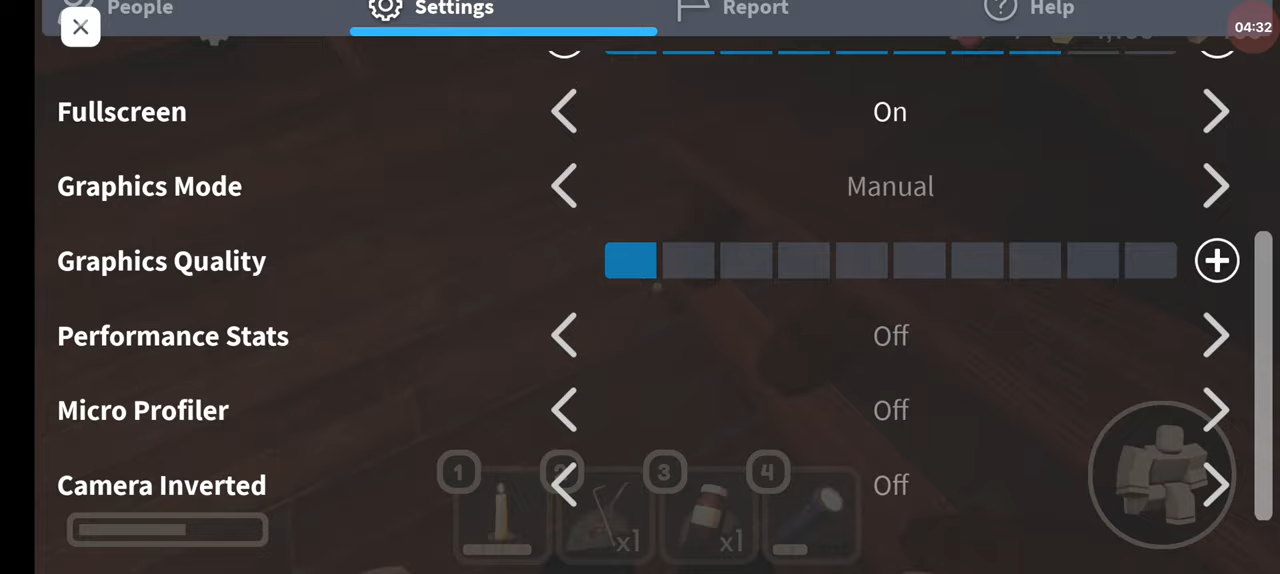 People Settings Report Help
04:32
Fullscreen On
Graphics Mode Manual
Graphics Quality
Performance Stats Off
Micro Profiler Off
Camera Inverted Off
1 3 4
x1 x1